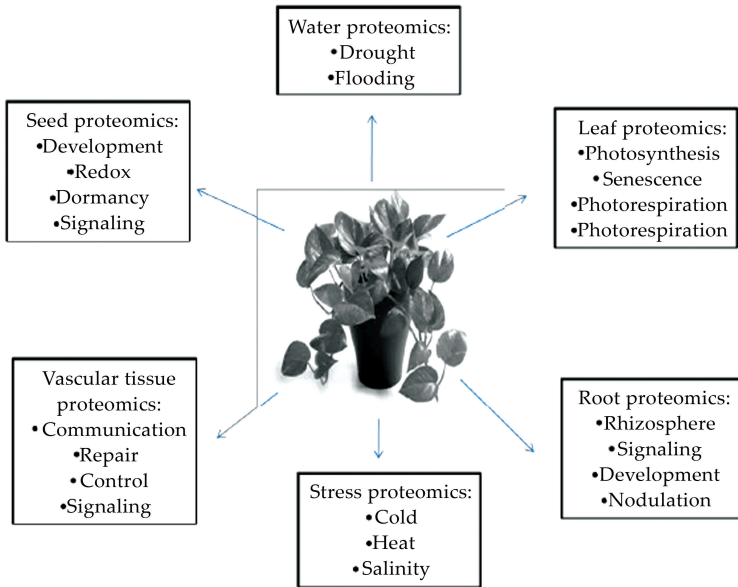 Water proteomics:
•Drought
•Flooding
Seed proteomics:
•Development
•Redox
•Dormancy
•Signaling
Leaf proteomics:
•Photosynthesis
•Senescence
•Photorespiration
•Photorespiration
Vascular tissue
proteomics:
•Communication
•Repair
•Control
•Signaling
Stress proteomics:
•Cold
•Heat
•Salinity
Root proteomics:
•Rhizosphere
•Signaling
•Development
•Nodulation